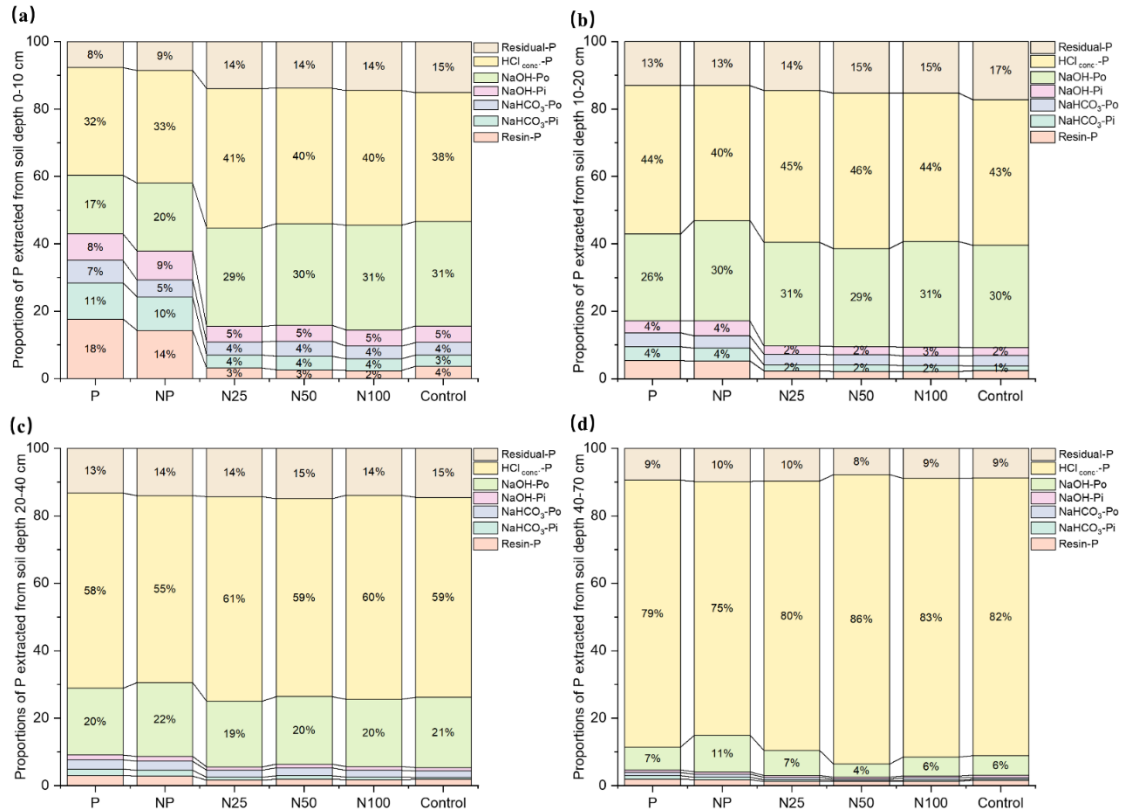 (a)
Proportions of P extracted from soil depth 0-10 cm
100
80
60
40
20
0
8% 9% 14% 14% 14% 15%
32% 33% 41% 40% 40% 38%
17% 20% 29% 30% 31% 31%
8% 9% 5% 5% 5% 5%
7% 5% 4% 4% 4% 4%
11% 10% 4% 4% 4% 3%
18% 14% 3% 3% 2% 4%
P NP N25 N50 N100 Control
Residual-P
HCl conc.-P
NaOH-Po
NaOH-Pi
NaHCO3-Po
NaHCO3-Pi
Resin-P
(b)
Proportions of P extracted from soil depth 10-20 cm
100
80
60
40
20
0
13% 13% 14% 15% 15% 17%
44% 40% 45% 46% 44% 43%
26% 30% 31% 29% 31% 30%
4% 4% 2% 2% 3% 2%
4% 4% 2% 2% 2% 1%
P NP N25 N50 N100 Control
Residual-P
HCl conc.-P
NaOH-Po
NaOH-Pi
NaHCO3-Po
NaHCO3-Pi
Resin-P
(c)
Proportions of P extracted from soil depth 20-40 cm
100
80
60
40
20
0
13% 14% 14% 15% 14% 15%
58% 55% 61% 59% 60% 59%
20% 22% 19% 20% 20% 21%
P NP N25 N50 N100 Control
Residual-P
HCl conc.-P
NaOH-Po
NaOH-Pi
NaHCO3-Po
NaHCO3-Pi
Resin-P
(d)
Proportions of P extracted from soil depth 40-70 cm
100
80
60
40
20
0
9% 10% 10% 8% 9% 9%
79% 75% 80% 86% 83% 82%
7% 11% 7% 4% 6% 6%
P NP N25 N50 N100 Control
Residual-P
HCl conc.-P
NaOH-Po
NaOH-Pi
NaHCO3-Po
NaHCO3-Pi
Resin-P